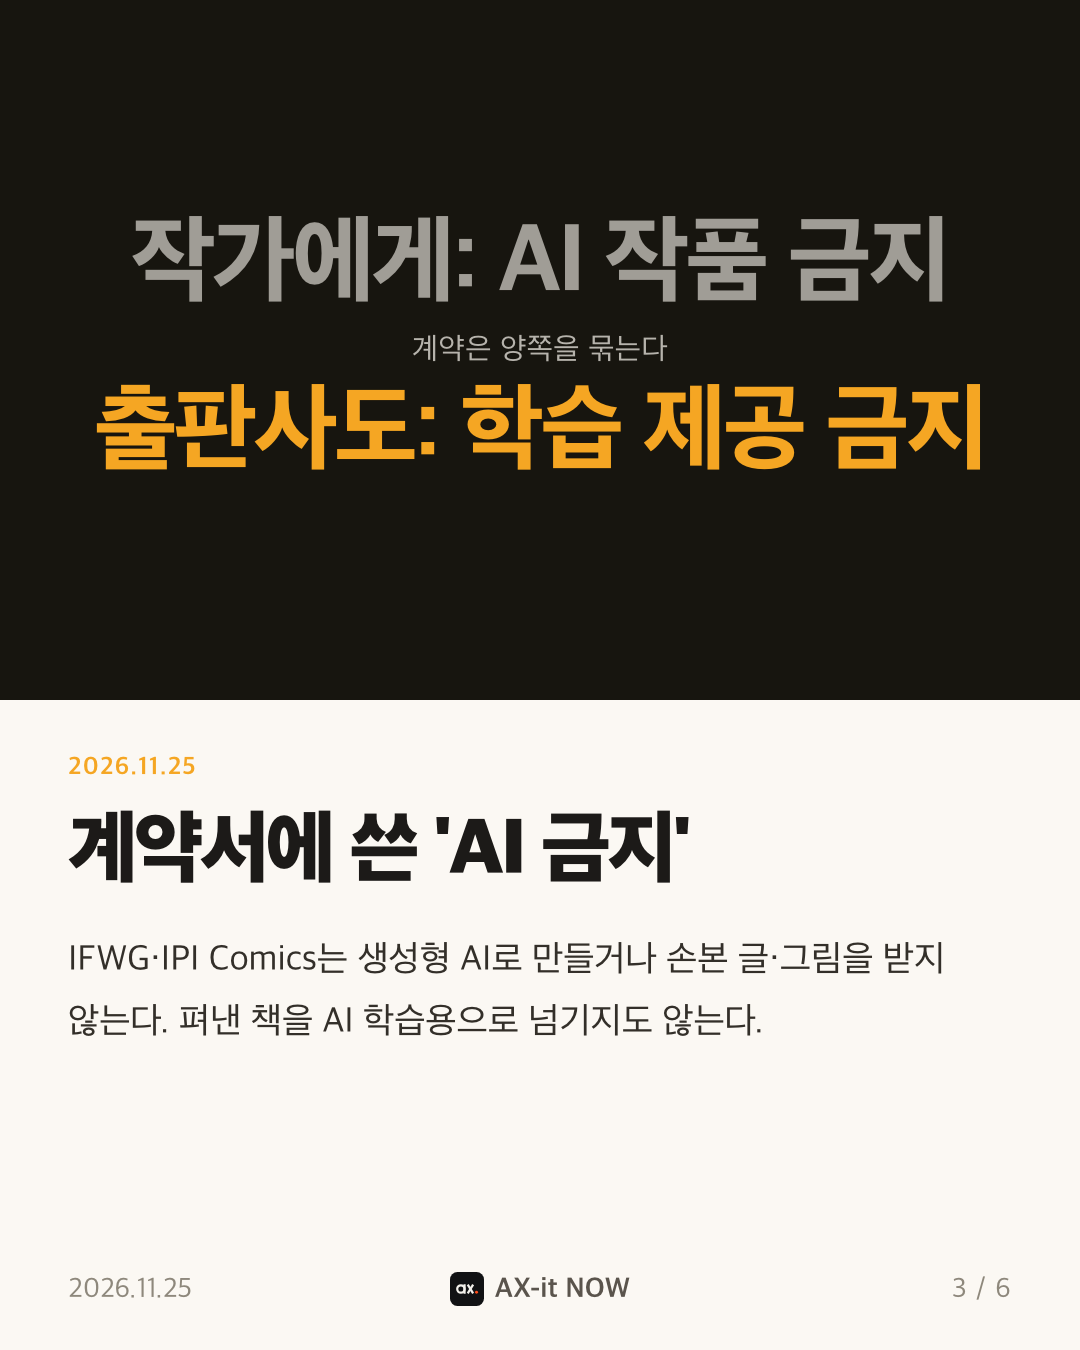 작가에게: AI 작품 금지
계약은 양쪽을 묶는다
출판사도: 학습 제공 금지
2026.11.25
계약서에 쓴 'AI 금지'
IFWG·IPI Comics는 생성형 AI로 만들거나 손본 글·그림을 받지
않는다. 펴낸 책을 AI 학습용으로 넘기지도 않는다.
2026.11.25
ax. AX-it NOW
3 / 6